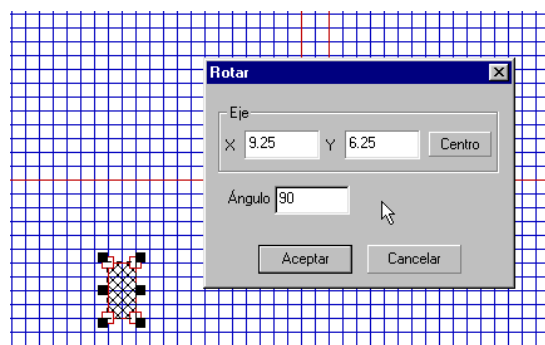 Rotar
Eje
X 9.25 Y 6.25 Centro
Ángulo 90
Aceptar Cancelar